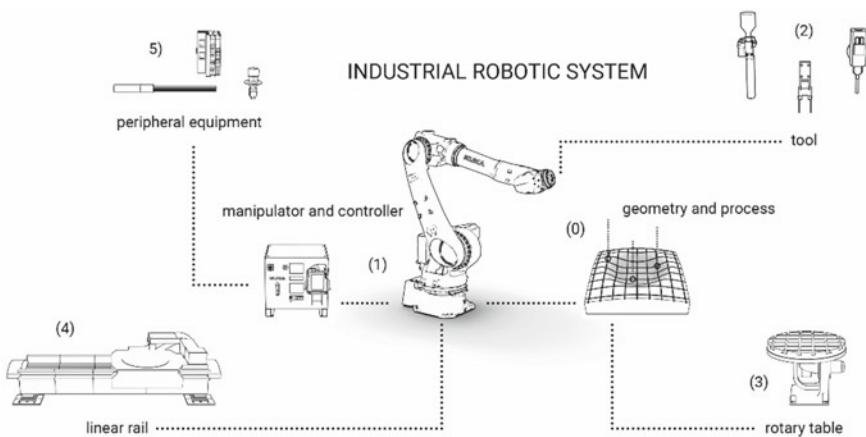 5)
(2)
INDUSTRIAL ROBOTIC SYSTEM
peripheral equipment
tool
KUKA
manipulator and controller
geometry and process
(0)
(1)
(4)
(3)
linear rail
rotary table